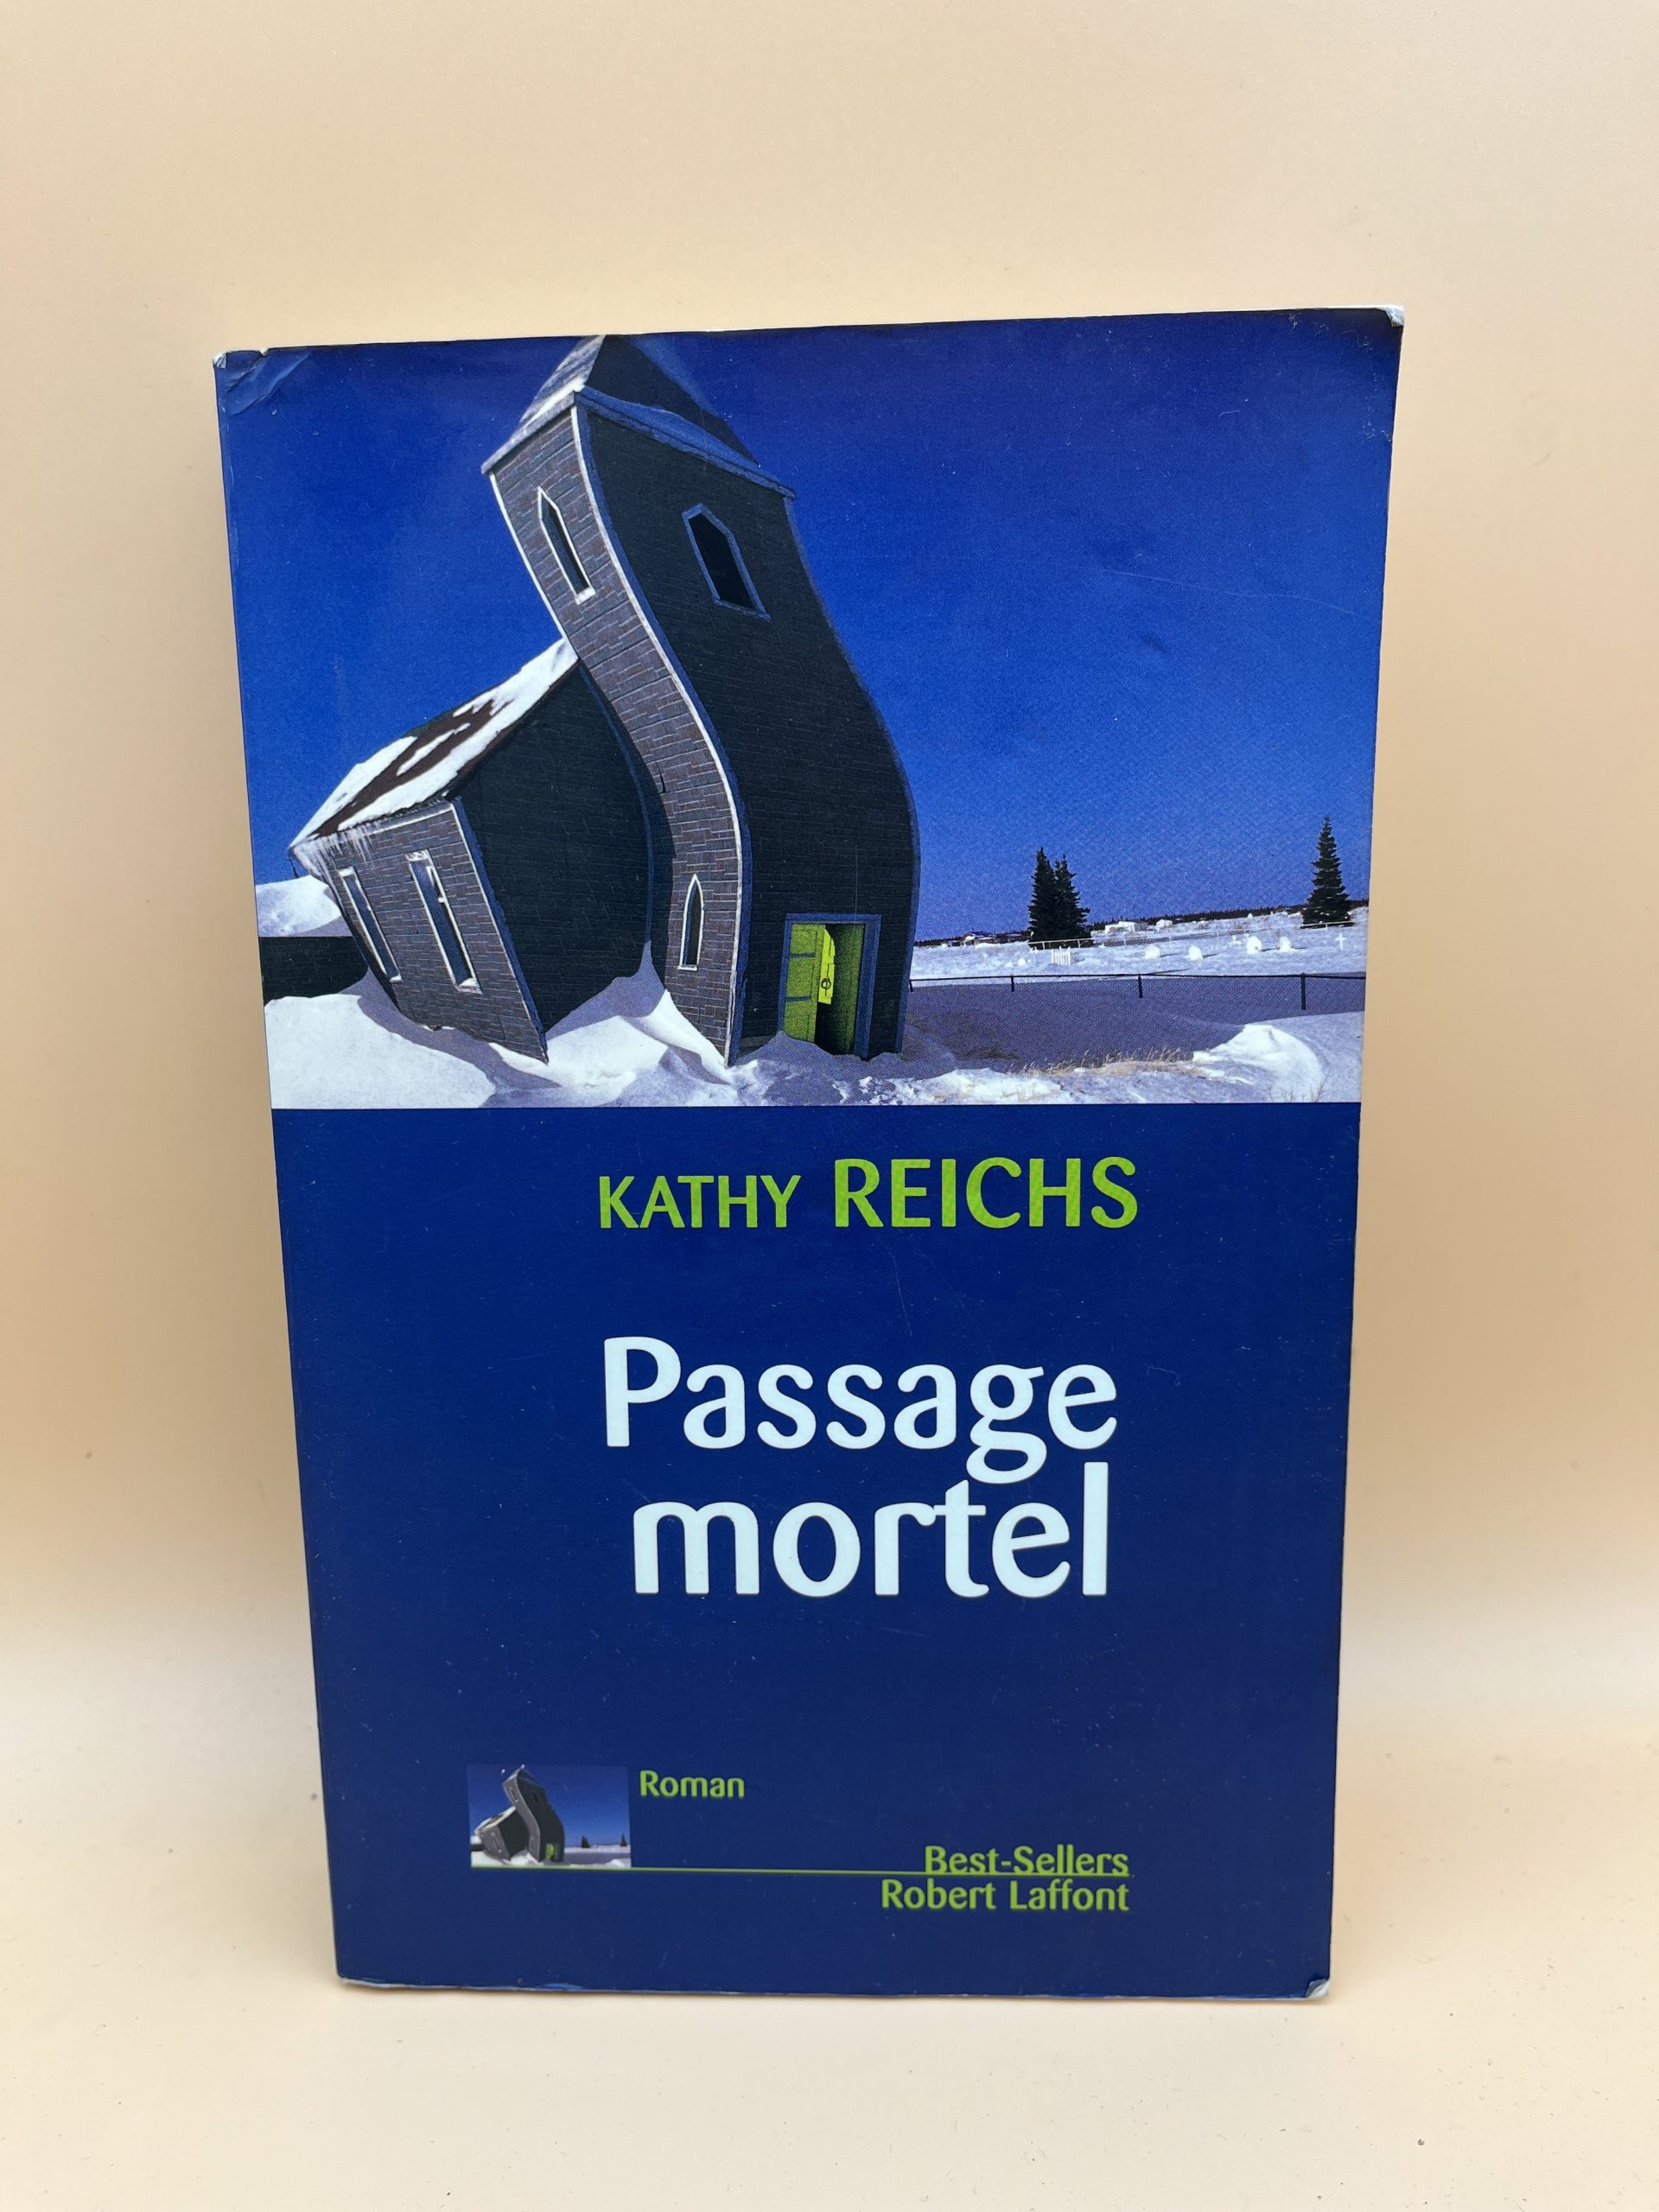 KATHY REICHS
Passage
mortel
Roman
Best-Sellers
Robert Laffont